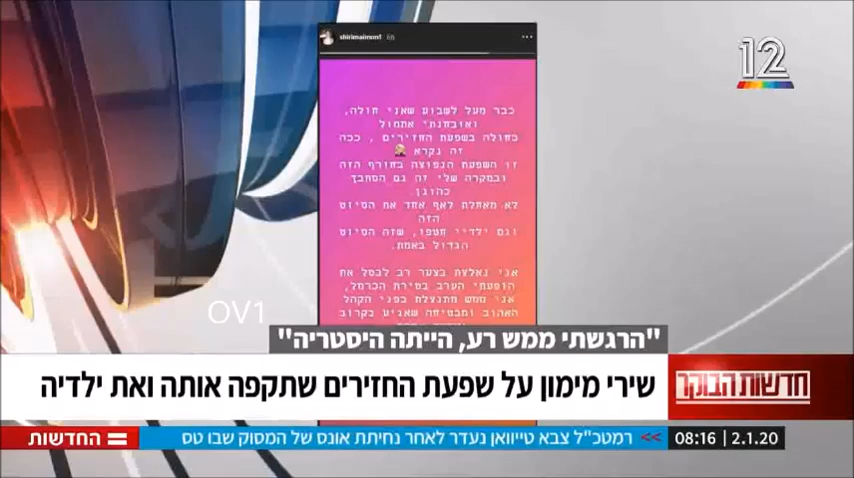 shirimaimon1 6h
12
כבר מעל לשבוע שאני חולה,
ואובחנתי אתמול
כחולה בשפעת החזירים , ככה
זה נקרא
זו השפעת הנפוצה בחורף הזה
ובמקרה שלי זה גם הסתבך
כהוגן.
לא מאחלת לאף אחד את הסיוט
הזה
וגם ילדיי חטפו, שזה הסיוט
הגדול באמת.
אני נאלצת בצער רב לבטל את
הופעתי הערב בטירת הכרמל,
אני ממש מתנצלת בפני הקהל
האהוב ומבטיחה שאגיע בקרוב
OV1
"הרגשתי ממש רע, הייתה היסטריה"
חדשות הבוקר
שירי מימון על שפעת החזירים שתקפה אותה ואת ילדיה
08:16 | 2.1.20
>> רמטכ"ל צבא טייוואן נעדר לאחר נחיתת אונס של המסוק שבו טס
החדשות